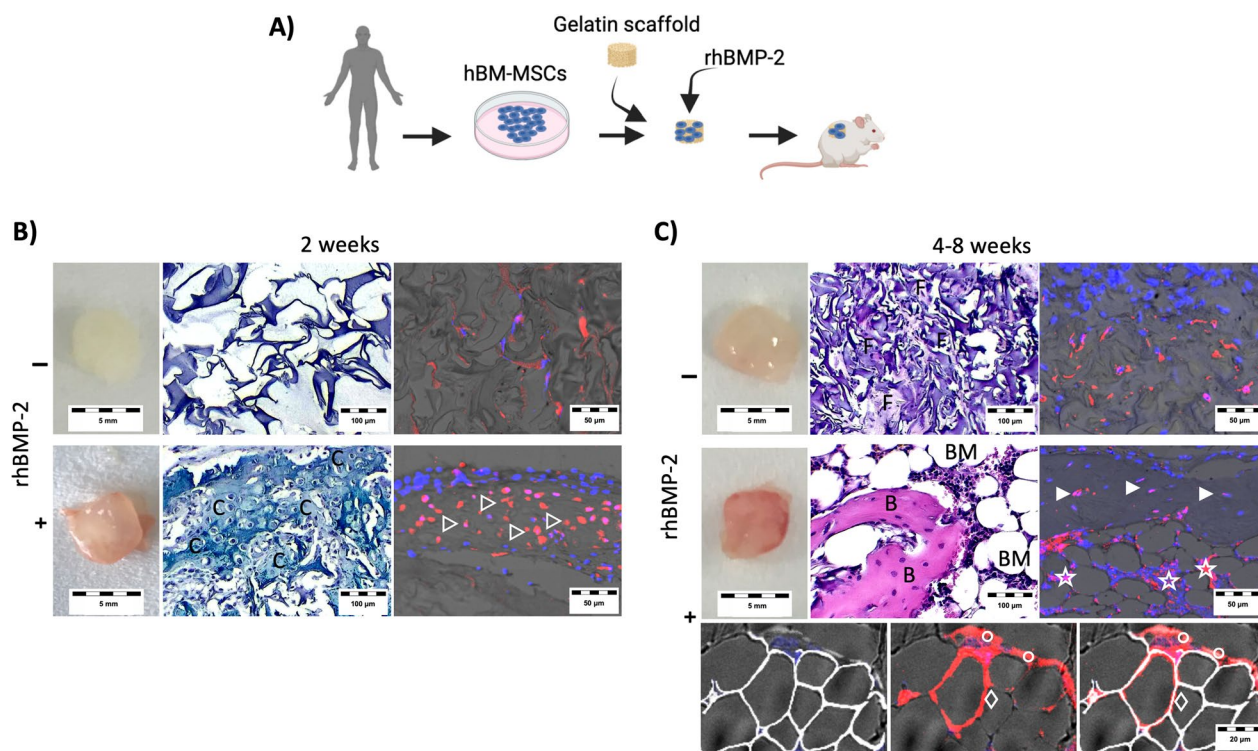 A)
Gelatin scaffold
hBM-MSCs
rhBMP-2
B)
2 weeks
rhBMP-2
−
5 mm
100 µm
50 µm
+
C
C
C
C
C
5 mm
100 µm
50 µm
C)
4-8 weeks
rhBMP-2
−
F
F
F
F
5 mm
100 µm
50 µm
+
BM
B
BM
B
5 mm
100 µm
50 µm
20 µm